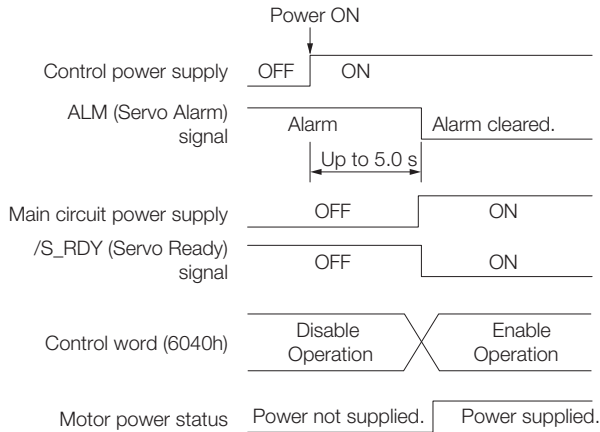 Power ON
Control power supply
OFF
ON
ALM (Servo Alarm)
signal
Alarm
Alarm cleared.
Up to 5.0 s
Main circuit power supply
OFF
ON
/S_RDY (Servo Ready)
signal
OFF
ON
Control word (6040h)
Disable
Operation
Enable
Operation
Motor power status
Power not supplied.
Power supplied.